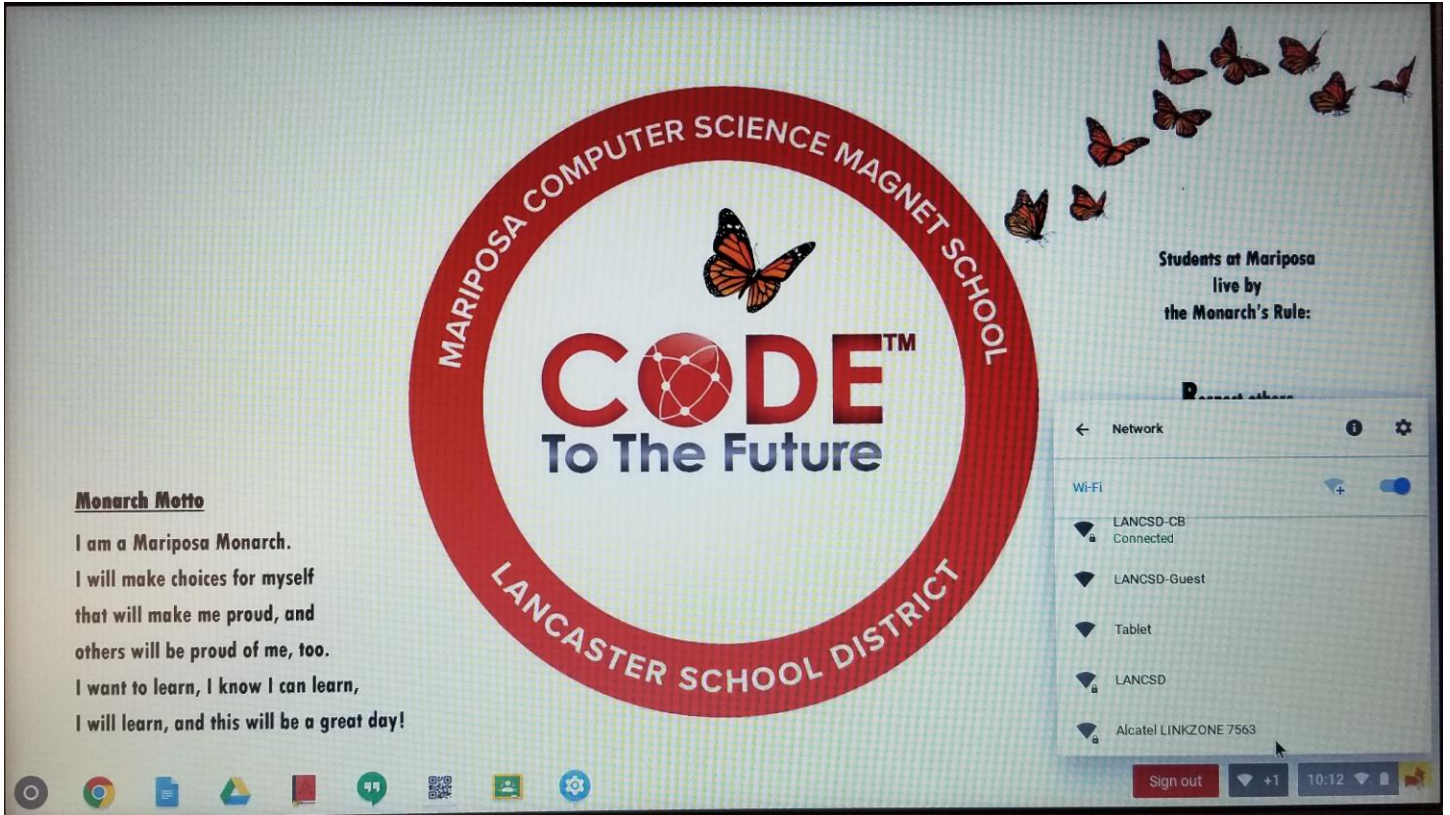 MARIPOSA COMPUTER SCIENCE MAGNET SCHOOL
CODE™
To The Future
LANCASTER SCHOOL DISTRICT
Monarch Motto
I am a Mariposa Monarch.
I will make choices for myself
that will make me proud, and
others will be proud of me, too.
I want to learn, I know I can learn,
I will learn, and this will be a great day!
Students at Mariposa
live by
the Monarch's Rule:
Respect others
Network
Wi-Fi
LANCSD-CB
Connected
LANCSD-Guest
Tablet
LANCSD
Alcatel LINKZONE 7563
Sign out
+1
10:12